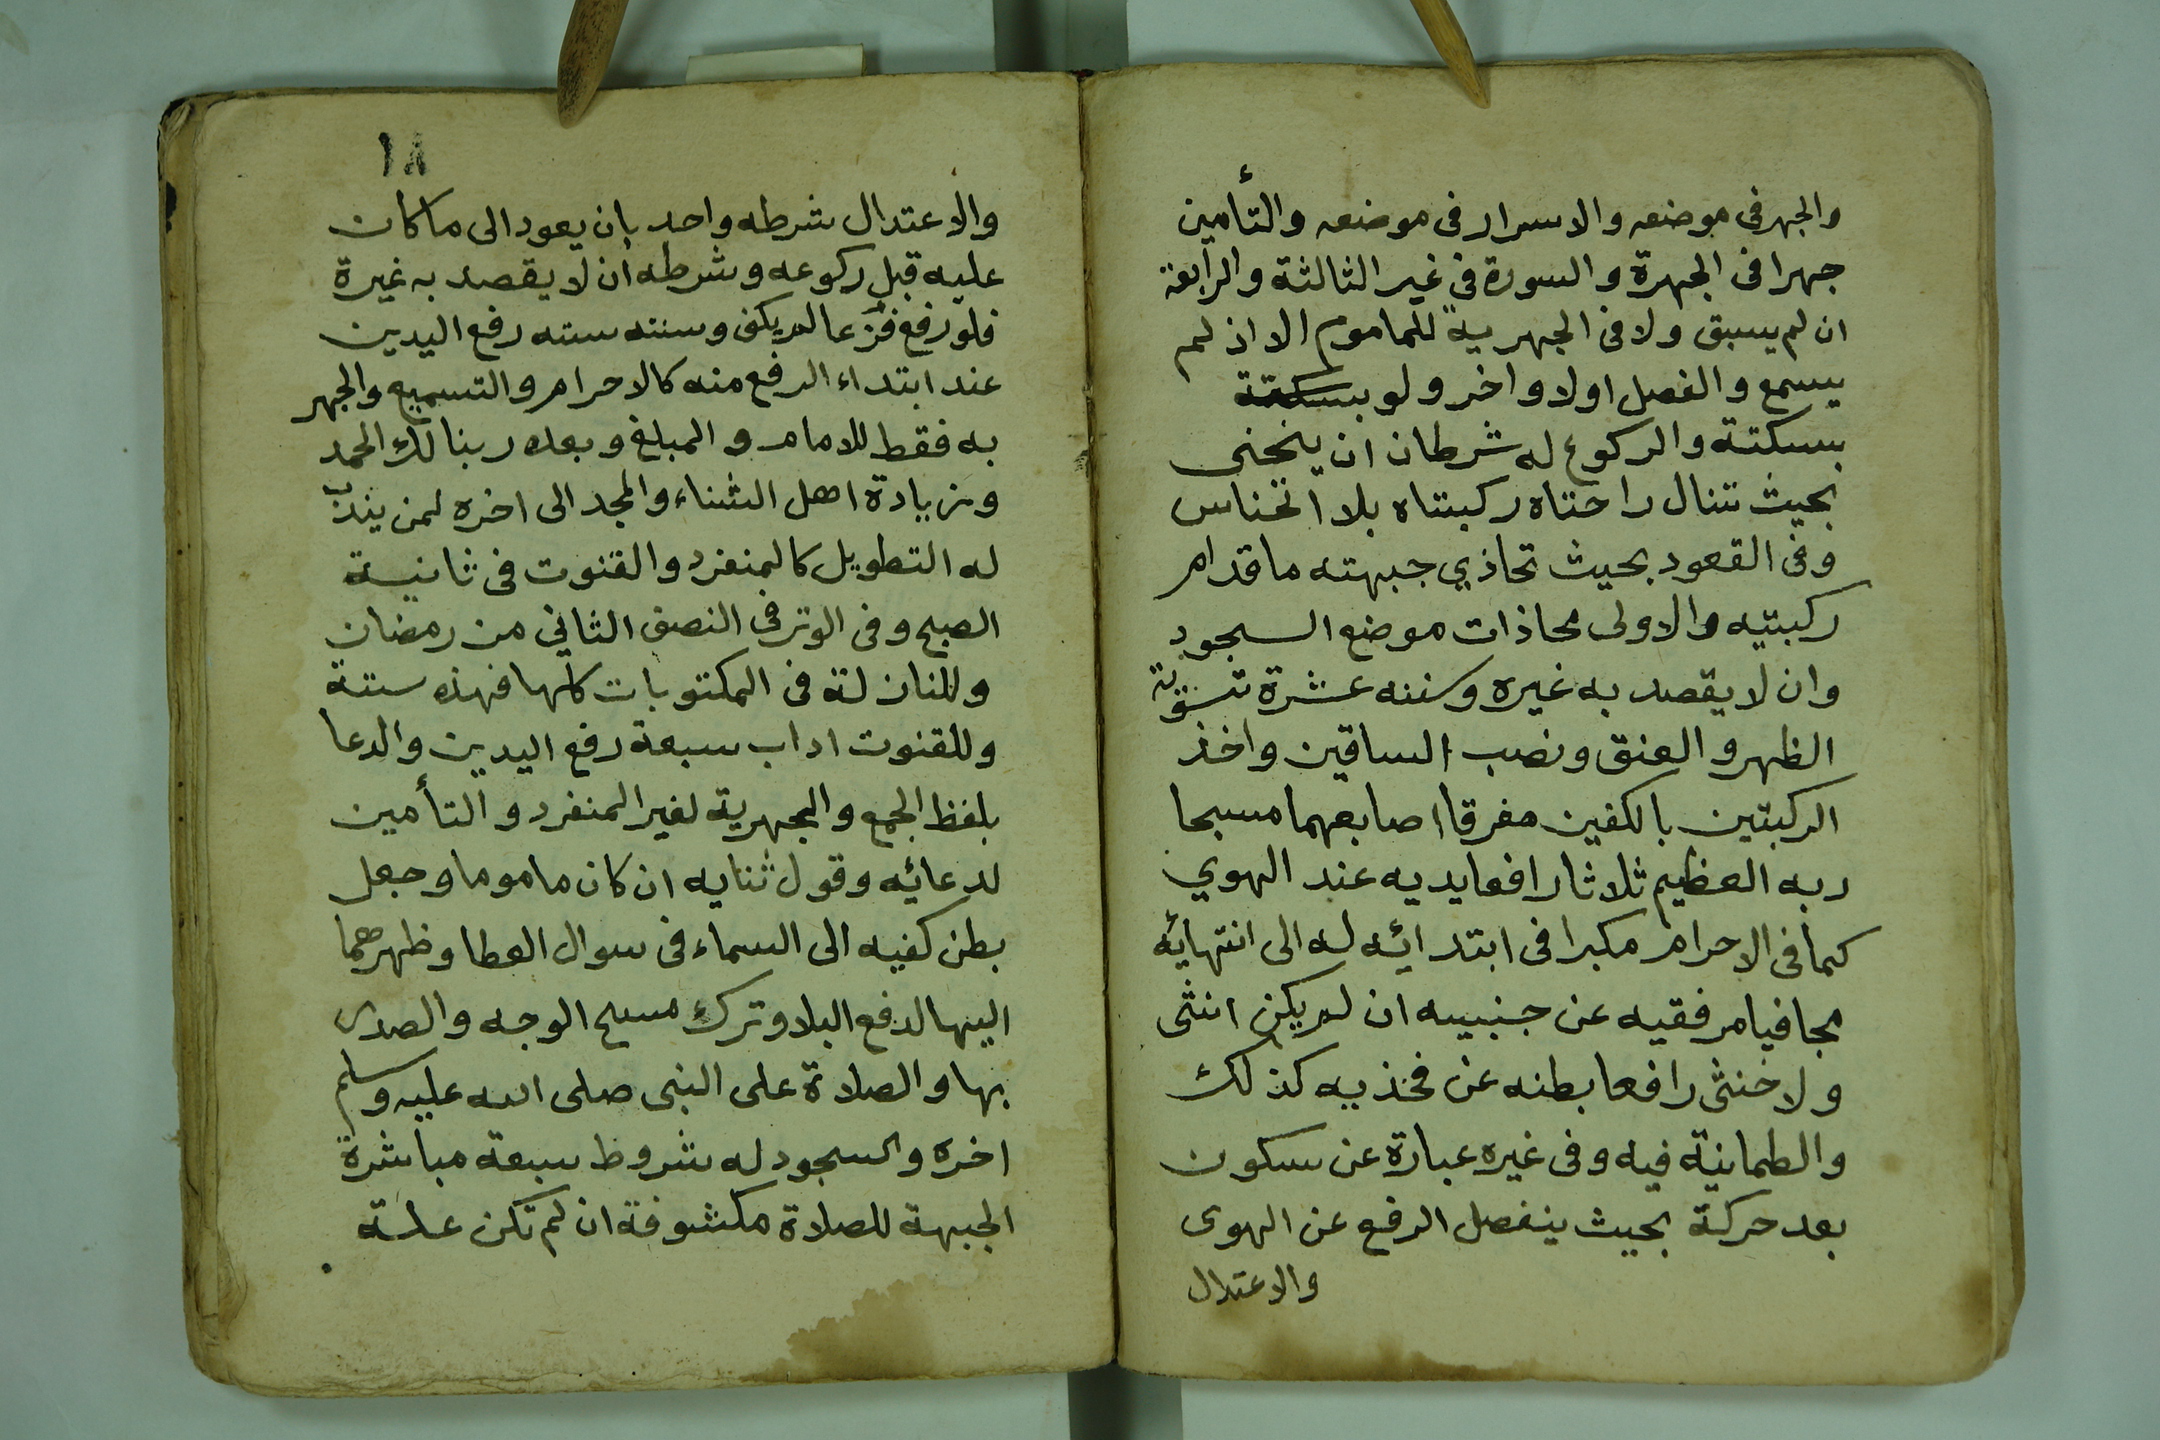 والجهر في موضعه والاسرار في موضعه والتأمين
جهرا في الجهرة والسورة في غير الثالثة والرابعة
ان لم يسبق ولا في الجهرية للماموم الا اذ لم
يسمع والفصل اولا واخر ولو بسكتة
بسكتة والركوع له شرطان ان ينحني
بحيث تنال راحتاه ركبتاه بلا انخناس
وفي القعود بحيث تحاذي جبهته ما قدام
ركبتيه والاولى محاذات موضع السجود
وان لا يقصد به غيره وسننه عشرة تسوية
الظهر والعنق ونصب الساقين واخذ
الركبتين بالكفين مفرقا اصابعهما مسبحا
ربه العظيم ثلاثا رافعا يديه عند الهوي
كما في الاحرام مكبرا في ابتدائه له الى انتهائه
مجافيا مرفقيه عن جنبيه ان لم يكن انثى
ولا خنثى رافعا بطنه عن فخذيه كذلك
والطمانية فيه وفي غيره عبارة عن سكون
بعد حركة بحيث ينفصل الرفع عن الهوى
والاعتدال
١٨
والاعتدال شرطه واحد بان يعود الى ما كان
عليه قبل ركوعه وشرطه ان لا يقصد به غيرة
فلو رفع فزعا لم يكف وسننه سته رفع اليدين
عند ابتداء الرفع منه كالاحرام والتسميع والجهر
به فقط للامام والمبلغ وبعده ربنا لك الحمد
وزيادة اهل الثناء والمجد الى اخره لمن يندب
له التطويل كالمنفرد والقنوت في ثانية
الصبح وفي الوتر في النصف الثاني من رمضان
وللنازلة في المكتوبات كلها فهذه ستة
وللقنوت اداب سبعة رفع اليدين والدعا
بلفظ الجمع والجهرية لغير المنفرد والتأمين
لدعائه وقول ثنايه ان كان ماموما وجعل
بطن كفيه الى السماء في سوال العطا وظهرهما
اليها لدفع البلا وترك مسح الوجه والصدر
بها والصلاة على النبى صلى الله عليه وسلم
اخره والسجود له شروط سبعة مباشرة
الجبهة للصلاة مكشوفة ان لم تكن علة